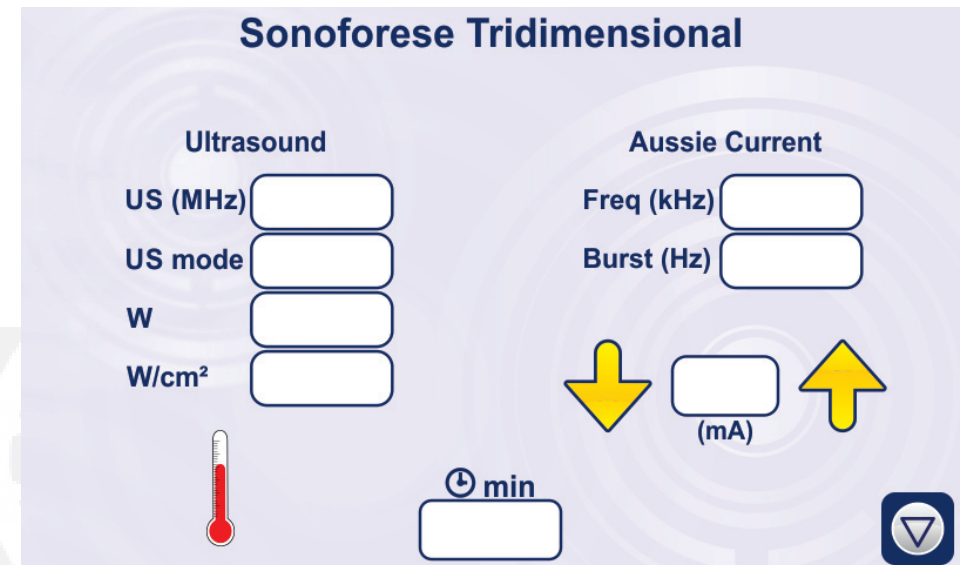 Sonoforese Tridimensional
Ultrasound
US (MHz)
US mode
W
W/cm²
Aussie Current
Freq (kHz)
Burst (Hz)
(mA)
min